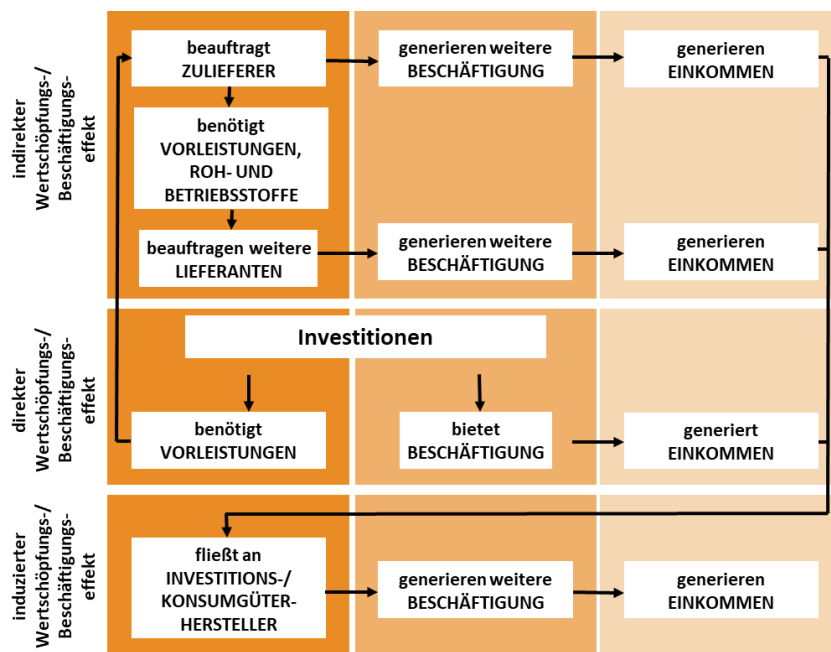 indirekter
Wertschöpfungs-/
Beschäftigungs-
effekt
beauftragt
ZULIEFERER
generieren weitere
BESCHÄFTIGUNG
generieren
EINKOMMEN
benötigt
VORLEISTUNGEN,
ROH- UND
BETRIEBSSTOFFE
beauftragen weitere
LIEFERANTEN
generieren weitere
BESCHÄFTIGUNG
generieren
EINKOMMEN
direkter
Wertschöpfungs-/
Beschäftigungs-
effekt
Investitionen
benötigt
VORLEISTUNGEN
bietet
BESCHÄFTIGUNG
generiert
EINKOMMEN
induzierter
Wertschöpfungs-/
Beschäftigungs-
effekt
fließt an
INVESTITIONS-/
KONSUMGÜTER-
HERSTELLER
generieren weitere
BESCHÄFTIGUNG
generieren
EINKOMMEN